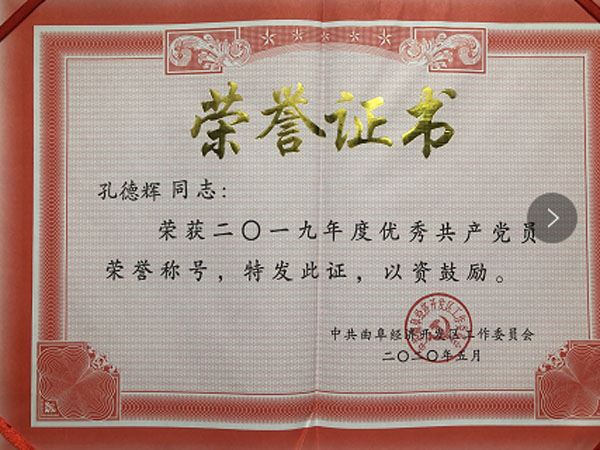 荣誉证书
孔德辉同志：
荣获二〇一九年度优秀共产党员
荣誉称号，特发此证，以资鼓励。
中共曲阜经济开发区工作委员会
二〇二〇年五月